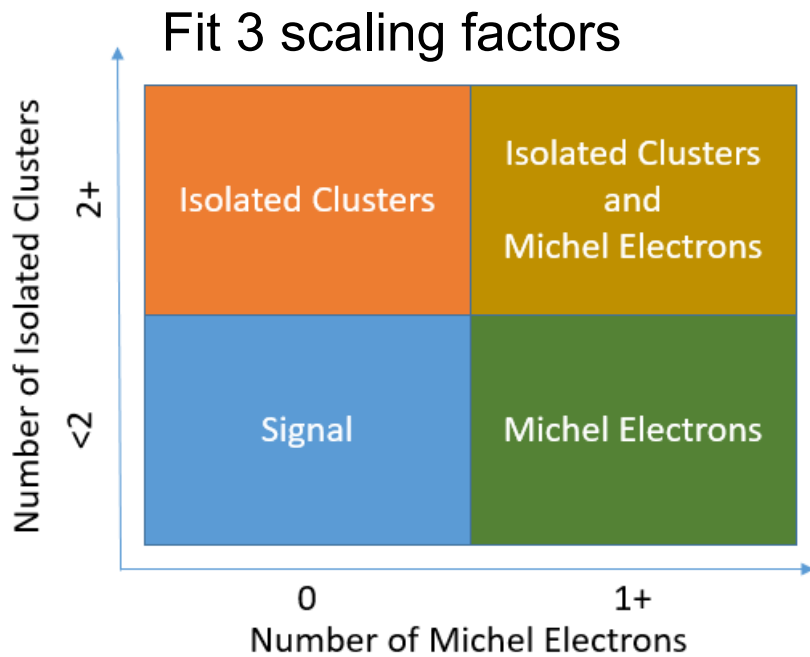 Fit 3 scaling factors
Number of Isolated Clusters
2+
<2
Isolated Clusters
Isolated Clusters
and
Michel Electrons
Signal
Michel Electrons
0
1+
Number of Michel Electrons